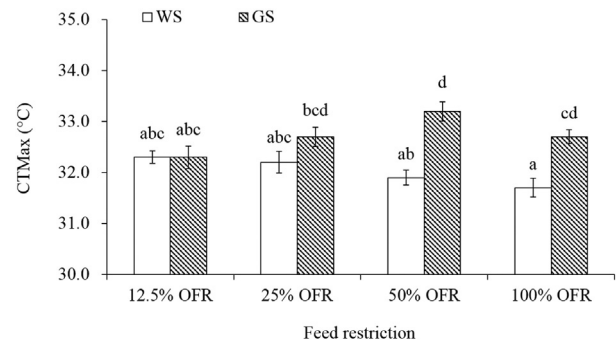 35.0
WS
GS
34.0
d
bcd
cd
33.0
abc
abc
abc
ab
a
32.0
31.0
30.0
CTMax (°C)
12.5% OFR
25% OFR
50% OFR
100% OFR
Feed restriction